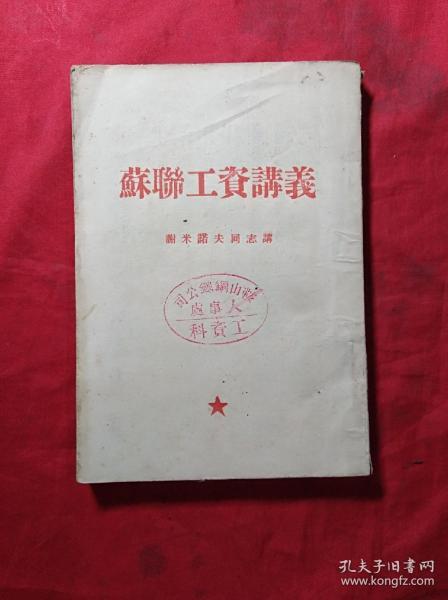 蘇聯工資講義
謝米諾夫同志講
鞍山鋼鐵公司
人事處
工資科
孔夫子旧书网
www.kongfz.com